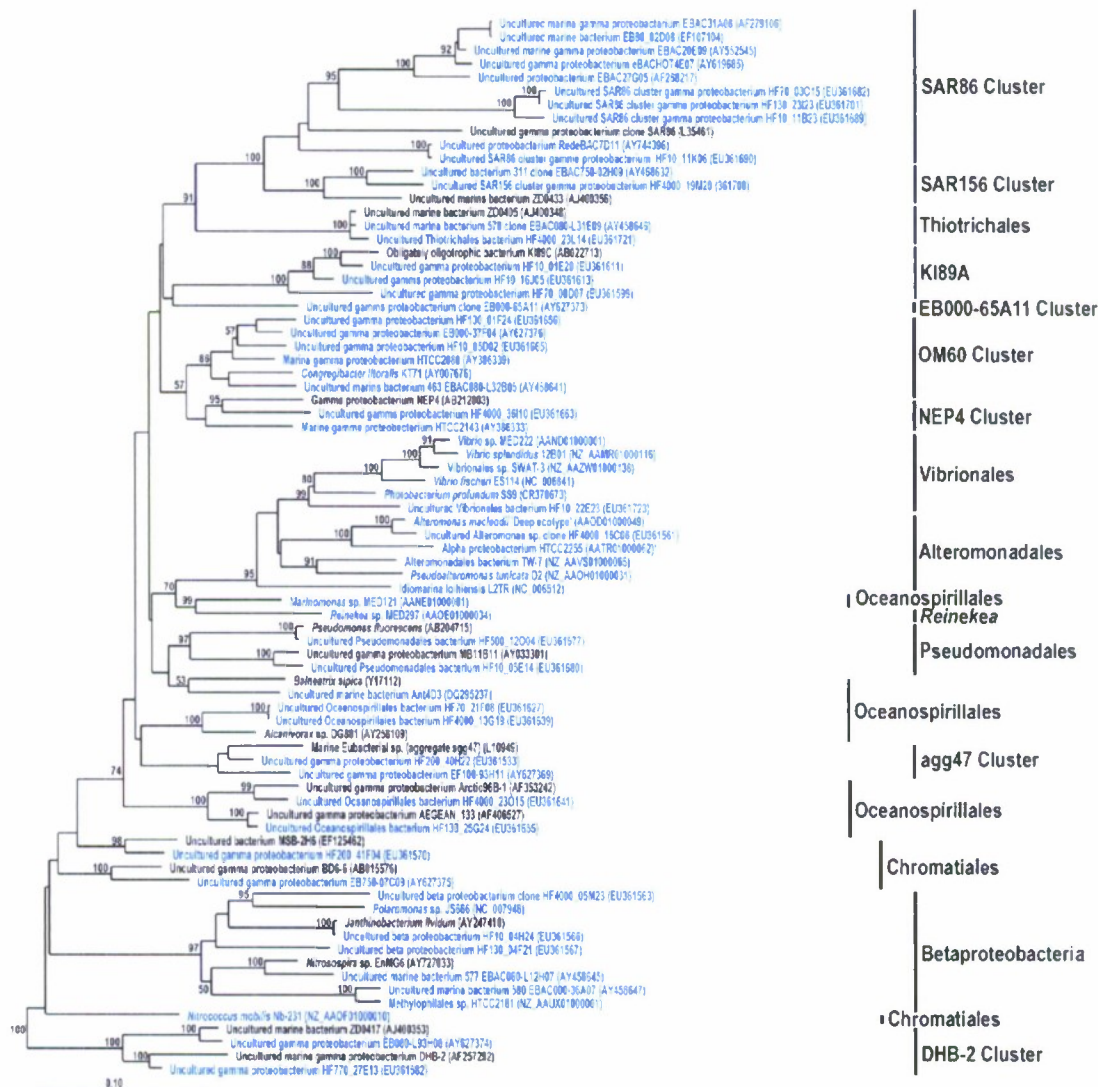 Uncultured marine gamma proteobacterium EBAC31A08 (AF279106)
Uncultured marine bacterium EB80_02D08 (EF107104)
Uncultured marine gamma proteobacterium EBAC20E09 (AY552545)
Uncultured gamma proteobacterium eBACHOT4E07 (AY619685)
Uncultured proteobacterium EBAC27G05 (AF268217)
Uncultured SAR86 cluster gamma proteobacterium HF70_03C15 (EU361682)
Uncultured SAR86 cluster gamma proteobacterium HF130_23I23 (EU361701)
Uncultured SAR86 cluster gamma proteobacterium HF10_11B23 (EU361689)
Uncultured gamma proteobacterium clone SAR86 (L35461)
Uncultured proteobacterium RedeBAC7D11 (AY744396)
Uncultured SAR86 cluster gamma proteobacterium HF10_11K06 (EU361690)
SAR86 Cluster
Uncultured bacterium 311 clone EBAC750-02H09 (AY458632)
Uncultured SAR156 cluster gamma proteobacterium HF4000_19M20 (361708)
Uncultured marine bacterium ZD0433 (AJ400356)
SAR156 Cluster
Uncultured marine bacterium ZD0405 (AJ400348)
Uncultured marine bacterium 578 clone EBAC080-L31E09 (AY458646)
Uncultured Thiotrichales bacterium HF4000_23L14 (EU361721)
Thiotrichales
Obligately oligotrophic bacterium KI89C (AB022713)
Uncultured gamma proteobacterium HF10_01E20 (EU361611)
Uncultured gamma proteobacterium HF10_16J05 (EU361613)
Uncultured gamma proteobacterium HF70_08D07 (EU361599)
KI89A
Uncultured gamma proteobacterium clone EB000-65A11 (AY627373)
EB000-65A11 Cluster
Uncultured gamma proteobacterium HF130_01F24 (EU361656)
Uncultured gamma proteobacterium EB000-37F04 (AY627376)
Uncultured gamma proteobacterium HF10_05D02 (EU361665)
Marine gamma proteobacterium HTCC2080 (AY386339)
Congregibacter litoralis KT71 (AY007676)
Uncultured marine bacterium 463 EBAC080-L32B05 (AY458641)
OM60 Cluster
Gamma proteobacterium NEP4 (AB212803)
Uncultured gamma proteobacterium HF4000_36I10 (EU361663)
Marine gamma proteobacterium HTCC2143 (AY386333)
NEP4 Cluster
Vibrio sp. MED222 (AAND01000001)
Vibrio splendidus 12B01 (NZ_AAMR01000116)
Vibrionales sp. SWAT-3 (NZ_AAZW01000136)
Vibrio fischeri ES114 (NC_006841)
Photobacterium profundum SS9 (CR378673)
Uncultured Vibrionales bacterium HF10_22E23 (EU361723)
Vibrionales
Alteromonas macleodii 'Deep ecotype' (AAOD01000049)
Uncultured Alteromonas sp. clone HF4000_15C08 (EU361561)
Alpha proteobacterium HTCC2255 (AATR01000062)
Alteromonadales bacterium TW-7 (NZ_AAVS01000065)
Pseudoalteromonas tunicata D2 (NZ_AAOH01000031)
Idiomarina loihiensis L2TR (NC_006512)
Alteromonadales
Marinomonas sp. MED121 (AANE01000001)
Oceanospirillales
Reinekea sp. MED297 (AAOE01000034)
Reinekea
Pseudomonas fluorescens (AB204715)
Uncultured Pseudomonadales bacterium HF500_12O04 (EU361677)
Uncultured gamma proteobacterium MB11B11 (AY033301)
Uncultured Pseudomonadales bacterium HF10_05E14 (EU361680)
Pseudomonadales
Balneatrix alpica (Y17112)
Uncultured marine bacterium Ant4D3 (DQ295237)
Uncultured Oceanospirillales bacterium HF70_21F08 (EU361627)
Uncultured Oceanospirillales bacterium HF4000_13G19 (EU361639)
Alcanivorax sp. DG881 (AY258109)
Oceanospirillales
Marine Eubacterial sp. (aggregate agg47) (L10949)
Uncultured gamma proteobacterium HF200_40H22 (EU361533)
Uncultured gamma proteobacterium EF100-93H11 (AY627369)
agg47 Cluster
Uncultured gamma proteobacterium Arctic96B-1 (AF353242)
Uncultured Oceanospirillales bacterium HF4000_23O15 (EU361641)
Uncultured gamma proteobacterium AEGEAN_133 (AF406527)
Uncultured Oceanospirillales bacterium HF130_25G24 (EU361635)
Oceanospirillales
Uncultured bacterium MSB-2H6 (EF125462)
Uncultured gamma proteobacterium HF200_41F04 (EU361570)
Uncultured gamma proteobacterium BD6-6 (AB015576)
Uncultured gamma proteobacterium EB750-07C09 (AY627375)
Chromatiales
Uncultured beta proteobacterium clone HF4000_05M23 (EU361563)
Polaromonas sp. JS666 (NC_007948)
Janthinobacterium lividum (AY247410)
Uncultured beta proteobacterium HF10_04H24 (EU361566)
Uncultured beta proteobacterium HF130_04F21 (EU361567)
Nitrosospira sp. EnMG6 (AY727033)
Uncultured marine bacterium 577 EBAC080-L12H07 (AY458645)
Uncultured marine bacterium 580 EBAC000-36A07 (AY458647)
Methylophilales sp. HTCC2181 (NZ_AAUX01000001)
Betaproteobacteria
Nitrococcus mobilis Nb-231 (NZ_AAOF01000010)
Chromatiales
Uncultured marine bacterium ZD0417 (AJ400353)
Uncultured gamma proteobacterium EB080-L93H08 (AY627374)
Uncultured marine gamma proteobacterium DHB-2 (AF257282)
Uncultured gamma proteobacterium HF770_27E13 (EU361582)
DHB-2 Cluster
0.10